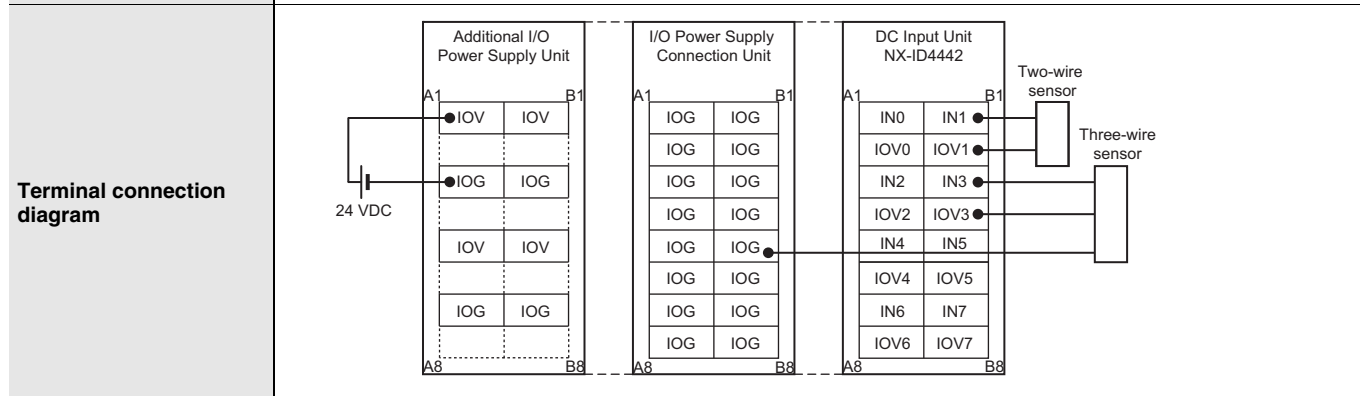 Terminal connection
diagram
Additional I/O
Power Supply Unit
A1 B1
IOV IOV
IOG IOG
IOV IOV
IOG IOG
A8 B8
24 VDC
I/O Power Supply
Connection Unit
A1 B1
IOG IOG
IOG IOG
IOG IOG
IOG IOG
IOG IOG
IOG IOG
IOG IOG
IOG IOG
A8 B8
DC Input Unit
NX-ID4442
A1 B1
IN0 IN1
IOV0 IOV1
IN2 IN3
IOV2 IOV3
IN4 IN5
IOV4 IOV5
IN6 IN7
IOV6 IOV7
A8 B8
Two-wire
sensor
Three-wire
sensor